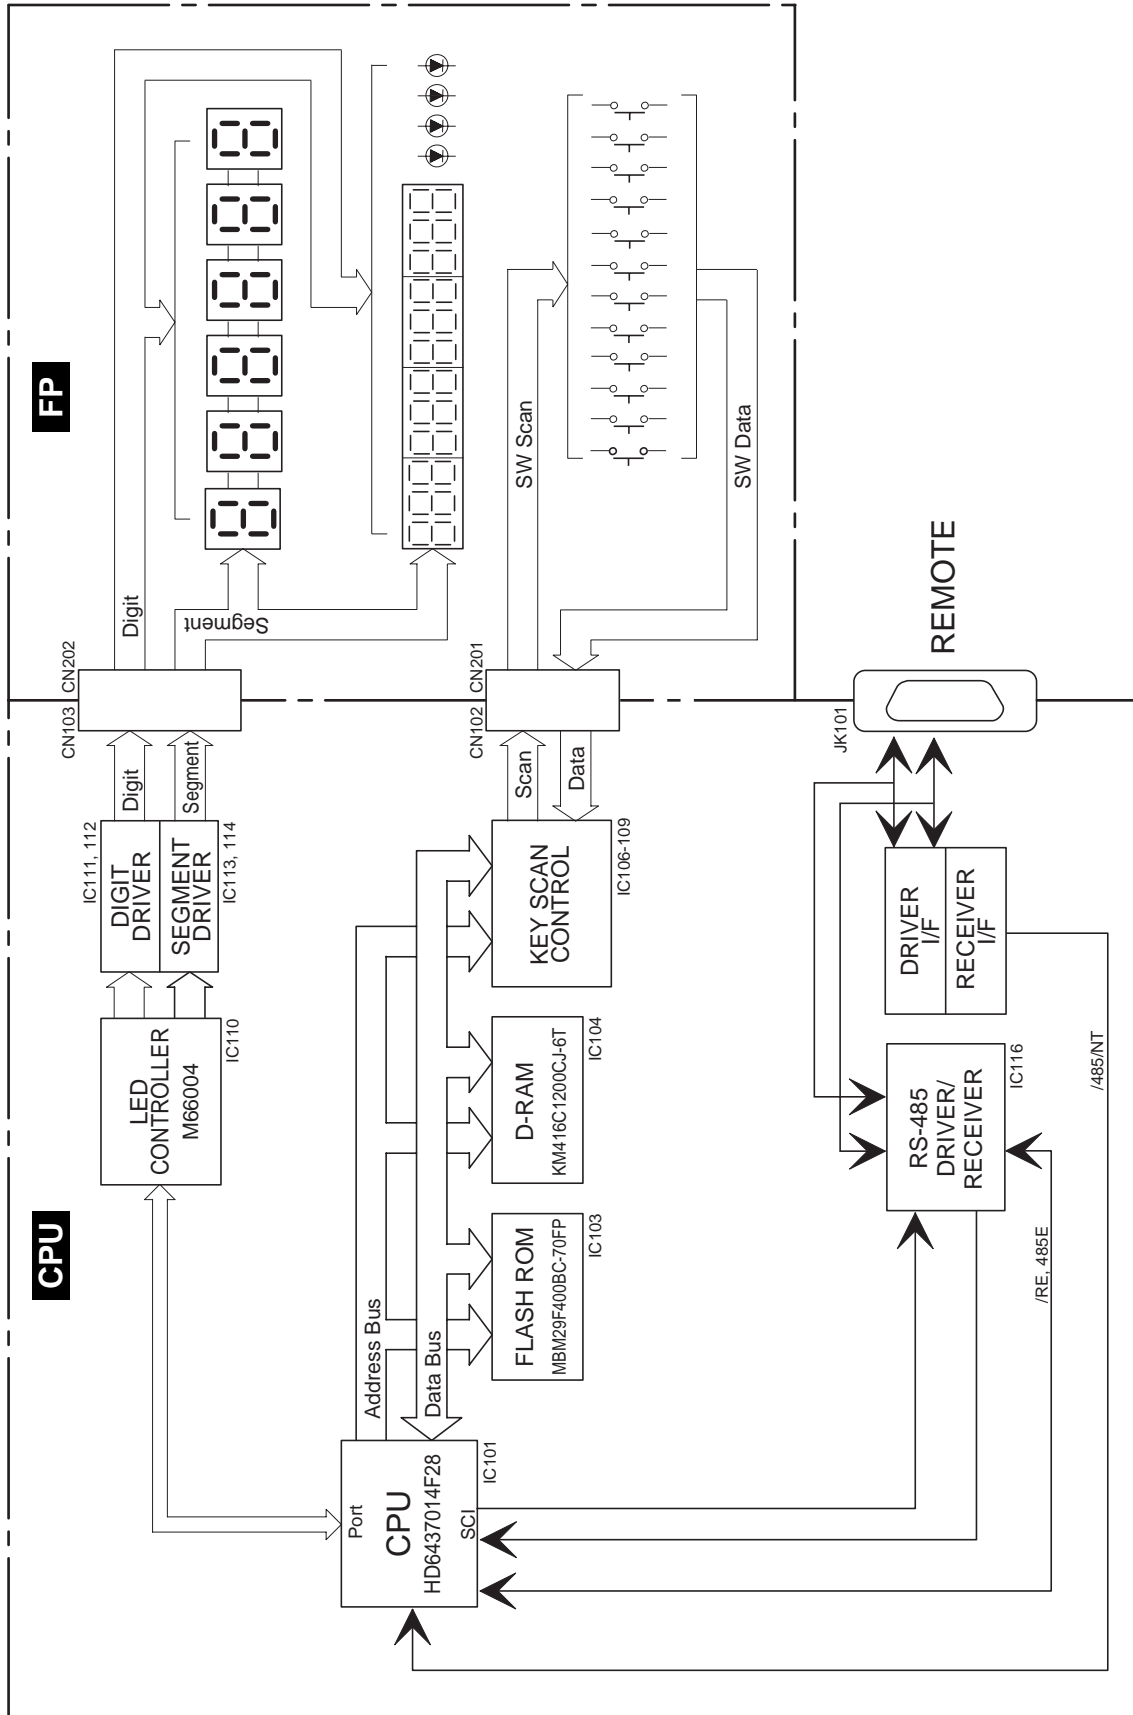 FP
CPU
Digit
Segment
CN202
CN103
Digit
Segment
IC111, 112
DIGIT
DRIVER
SEGMENT
DRIVER
IC113, 114
LED
CONTROLLER
M66004
IC110
SW Scan
SW Data
CN201
CN102
Scan
Data
KEY SCAN
CONTROL
IC106-109
D-RAM
KM416C1200CJ-6T
IC104
FLASH ROM
MBM29F400BC-70FP
IC103
Address Bus
Data Bus
Port
CPU
HD6437014F28
SCI
IC101
REMOTE
JK101
DRIVER
I/F
RECEIVER
I/F
RS-485
DRIVER/
RECEIVER
IC116
/485/NT
/RE, 485E